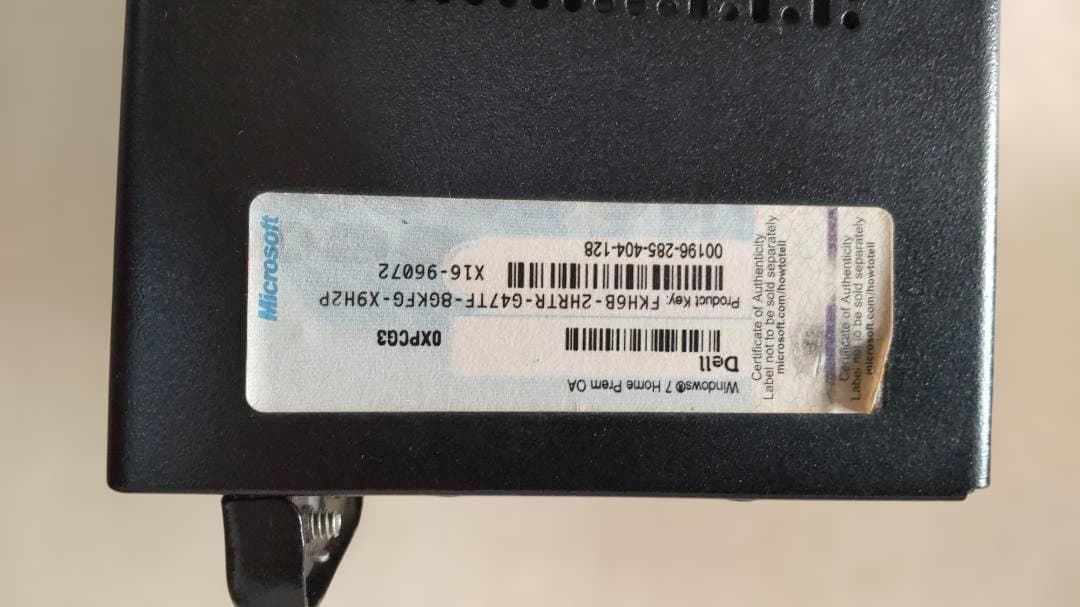 Windows® 7 Home Prem OA
Dell
0XPCG3
Product Key: FKH6B-2HRTR-G47TF-8GKFG-X9H2P
X16-96072
00196-285-404-128
Microsoft
Certificate of Authenticity
Label not to be sold separately
microsoft.com/howtotell
Certificate of Authenticity
Label not to be sold separately
microsoft.com/howtotell